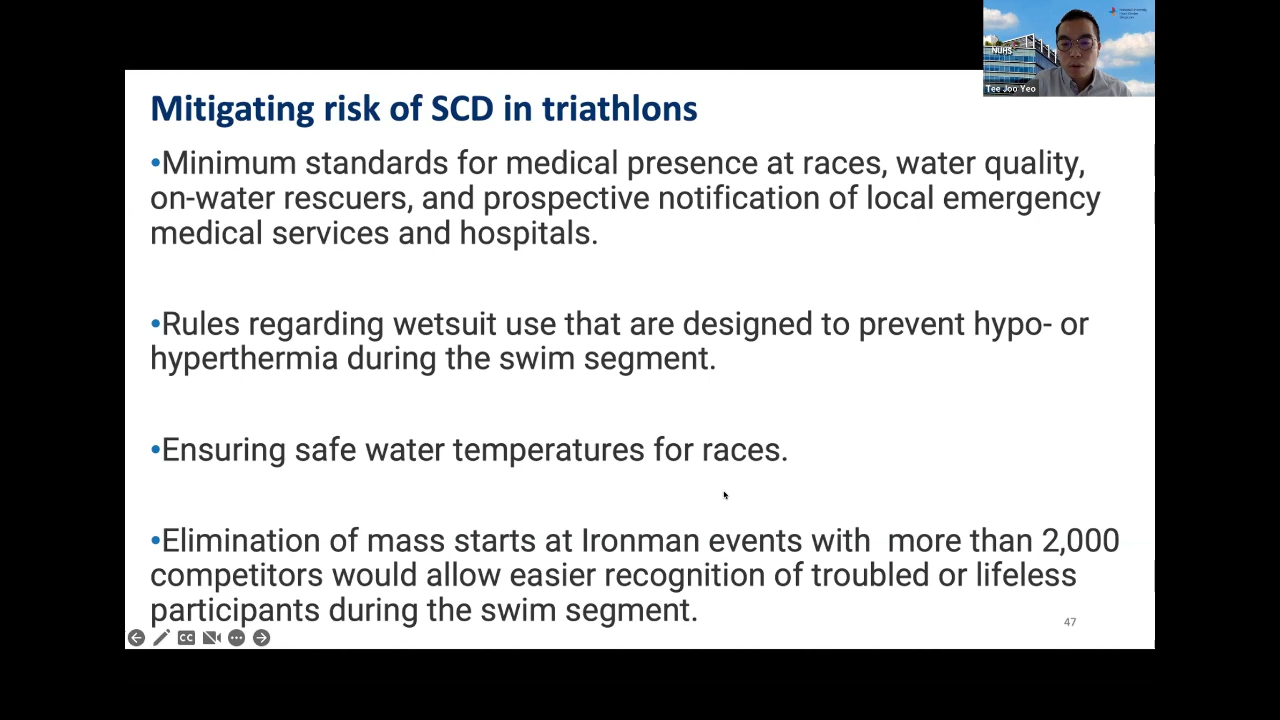 NUHS
Tee Joo Yeo
Mitigating risk of SCD in triathlons
•Minimum standards for medical presence at races, water quality,
on-water rescuers, and prospective notification of local emergency
medical services and hospitals.
•Rules regarding wetsuit use that are designed to prevent hypo- or
hyperthermia during the swim segment.
•Ensuring safe water temperatures for races.
•Elimination of mass starts at Ironman events with  more than 2,000
competitors would allow easier recognition of troubled or lifeless
participants during the swim segment.
47
CC